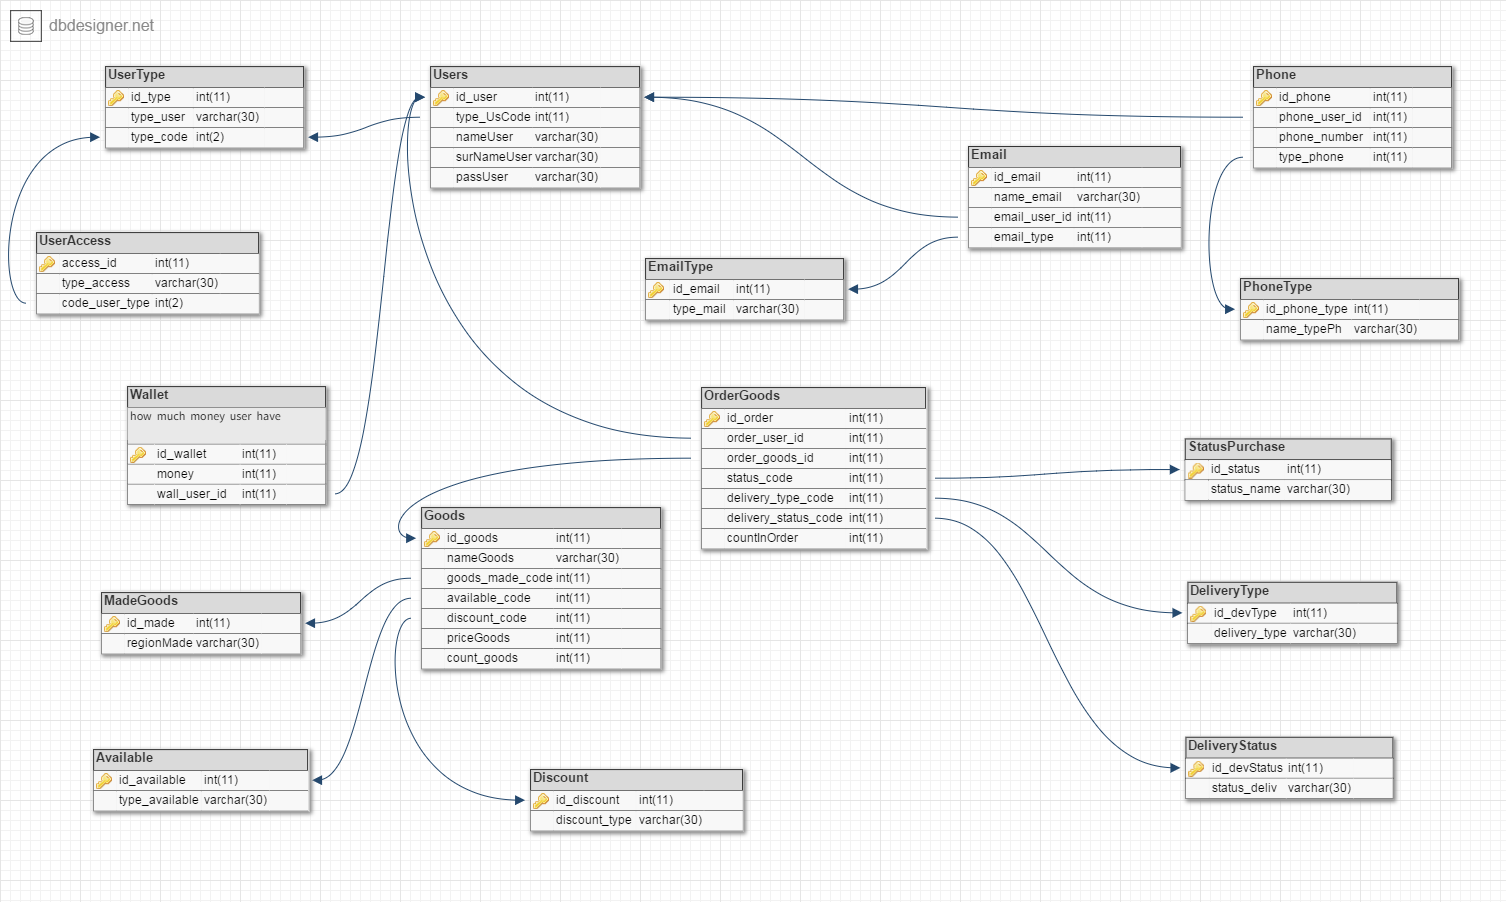 dbdesigner.net
UserType
id_type int(11)
type_user varchar(30)
type_code int(2)
Users
id_user int(11)
type_UsCode int(11)
nameUser varchar(30)
surNameUser varchar(30)
passUser varchar(30)
Phone
id_phone int(11)
phone_user_id int(11)
phone_number int(11)
type_phone int(11)
Email
id_email int(11)
name_email varchar(30)
email_user_id int(11)
email_type int(11)
UserAccess
access_id int(11)
type_access varchar(30)
code_user_type int(2)
EmailType
id_email int(11)
type_mail varchar(30)
PhoneType
id_phone_type int(11)
name_typePh varchar(30)
Wallet
how much money user have
id_wallet int(11)
money int(11)
wall_user_id int(11)
OrderGoods
id_order int(11)
order_user_id int(11)
order_goods_id int(11)
status_code int(11)
delivery_type_code int(11)
delivery_status_code int(11)
countInOrder int(11)
StatusPurchase
id_status int(11)
status_name varchar(30)
Goods
id_goods int(11)
nameGoods varchar(30)
goods_made_code int(11)
available_code int(11)
discount_code int(11)
priceGoods int(11)
count_goods int(11)
MadeGoods
id_made int(11)
regionMade varchar(30)
DeliveryType
id_devType int(11)
delivery_type varchar(30)
Available
id_available int(11)
type_available varchar(30)
Discount
id_discount int(11)
discount_type varchar(30)
DeliveryStatus
id_devStatus int(11)
status_deliv varchar(30)